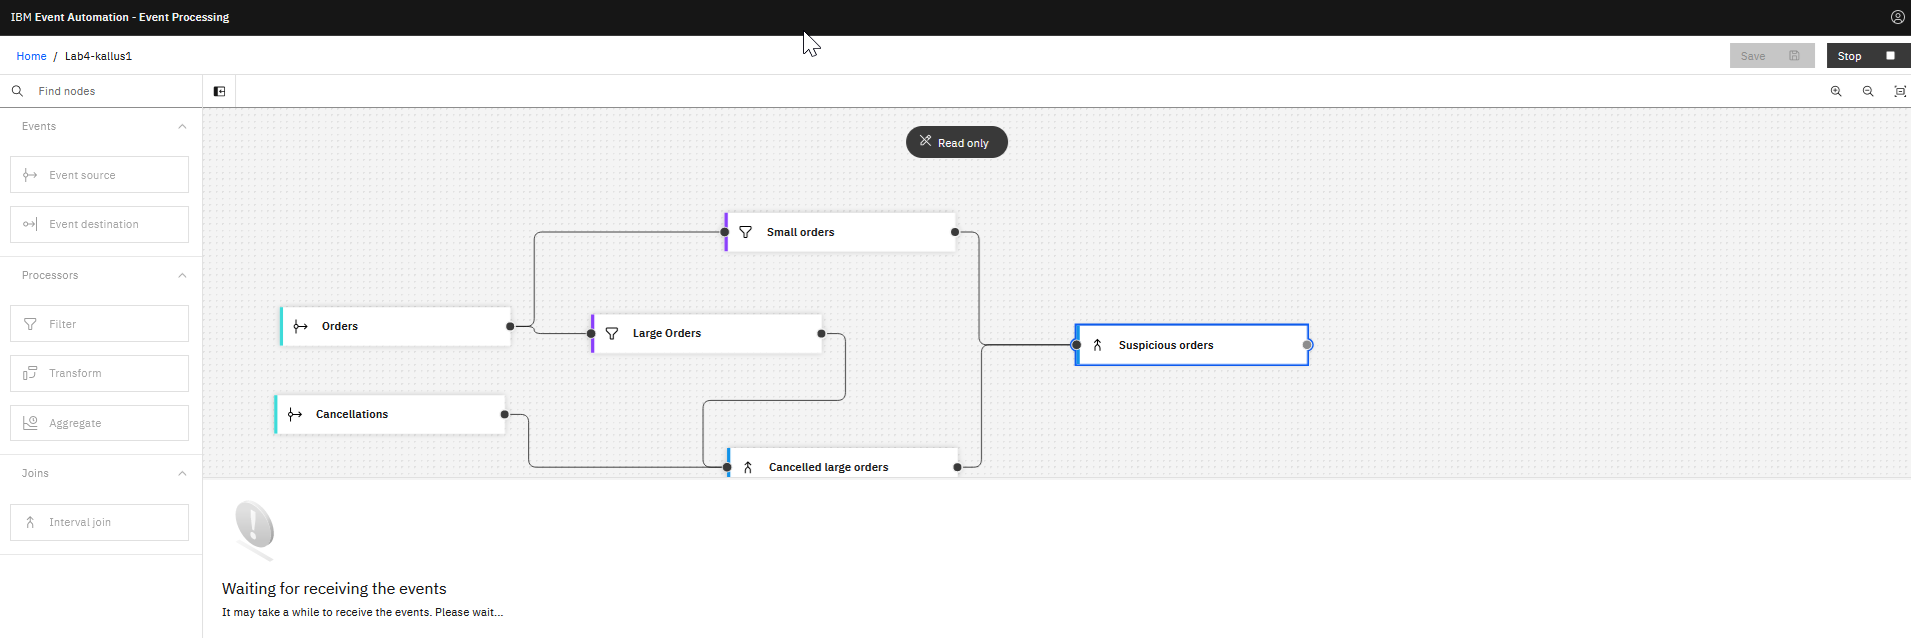 IBM Event Automation - Event Processing
Home / Lab4-kallus1
Save
Stop
Find nodes
Events
Event source
Event destination
Processors
Filter
Transform
Aggregate
Joins
Interval join
Read only
Small orders
Orders
Large Orders
Suspicious orders
Cancellations
Cancelled large orders
Waiting for receiving the events
It may take a while to receive the events. Please wait...